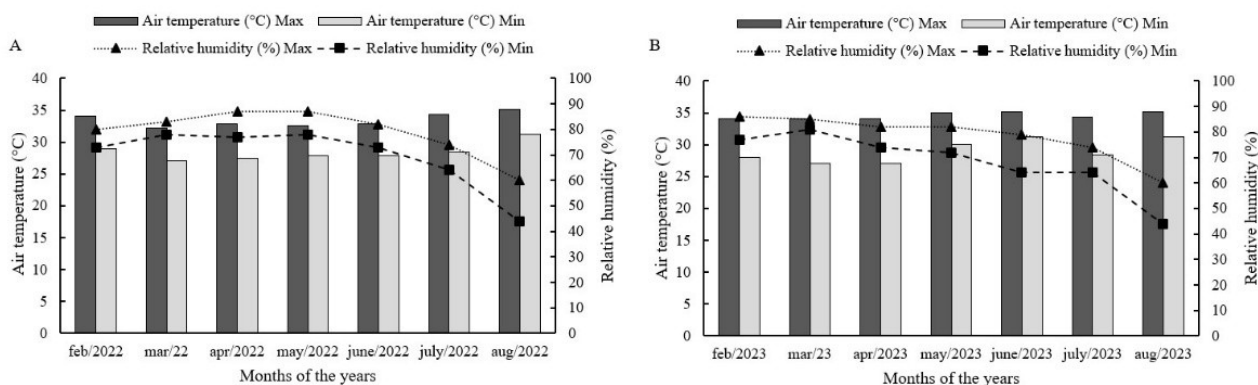 Air temperature (°C) Max Air temperature (°C) Min
A
Relative humidity (%) Max Relative humidity (%) Min
40
35
30
25
20
15
10
5
0
Air temperature (°C)
100
90
80
70
60
50
40
30
20
10
0
Relative humidity (%)
feb/2022 mar/22 apr/2022 may/2022 june/2022 july/2022 aug/2022
Months of the years
Air temperature (°C) Max Air temperature (°C) Min
B
Relative humidity (%) Max Relative humidity (%) Min
40
35
30
25
20
15
10
5
0
Air temperature (°C)
100
90
80
70
60
50
40
30
20
10
0
Relative humidity (%)
feb/2023 mar/23 apr/2023 may/2023 june/2023 july/2023 aug/2023
Months of the years